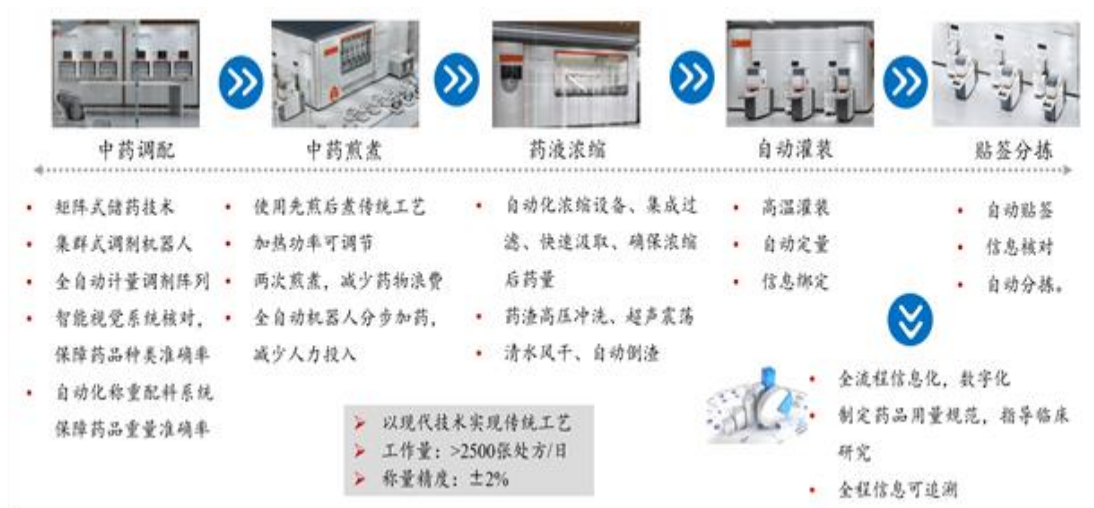 中药调配
中药煎煮
药液浓缩
自动灌装
贴签分拣
• 矩阵式储药技术
• 集群式调剂机器人
• 全自动计量调剂阵列
• 智能视觉系统核对，
保障药品种类准确率
• 自动化称重配料系统
保障药品重量准确率
• 使用先煎后煮传统工艺
• 加热功率可调节
• 两次煎煮，减少药物浪费
• 全自动机器人分步加药，
减少人力投入
• 自动化浓缩设备、集成过
滤、快速汲取、确保浓缩
后药量
• 药渣高压冲洗、超声震荡
• 清水风干、自动倒渣
• 高温灌装
• 自动定量
• 信息绑定
• 自动贴签
• 信息核对
• 自动分拣。
➢ 以现代技术实现传统工艺
➢ 工作量：>2500张处方/日
➢ 称量精度：±2%
• 全流程信息化，数字化
• 制定药品用量规范，指导临床
研究
• 全程信息可追溯